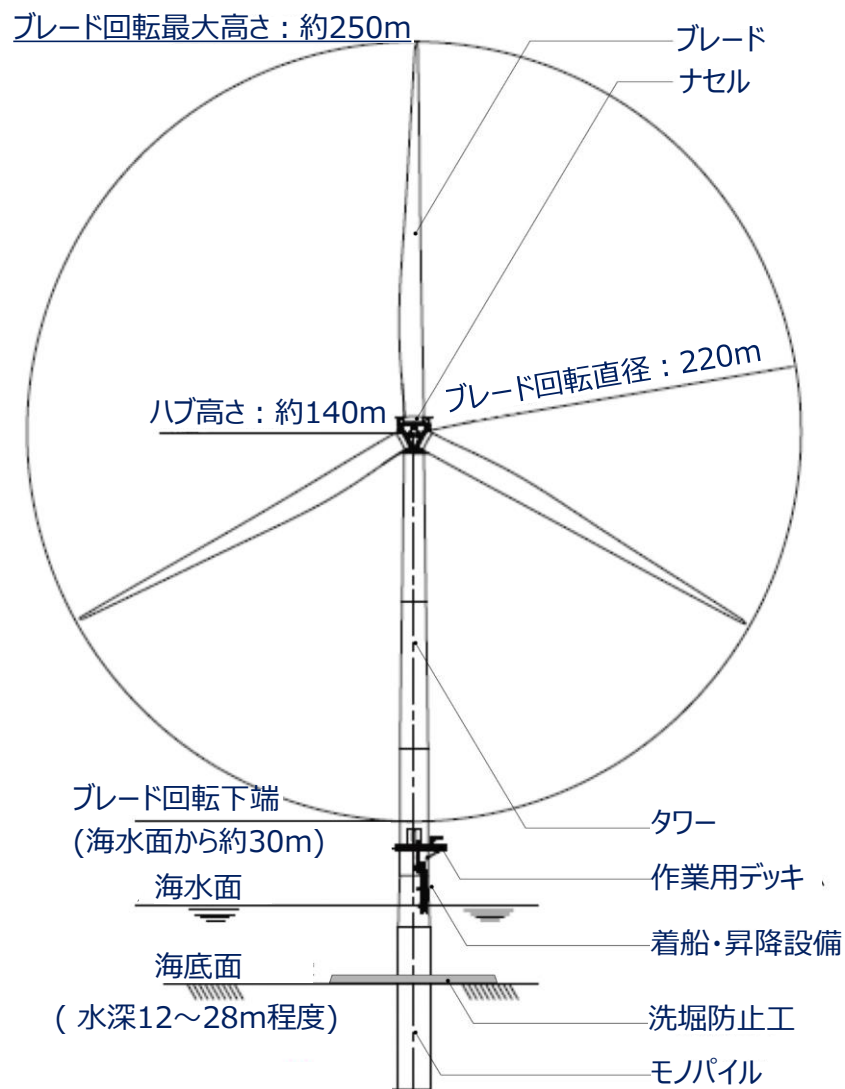 ブレード回転最大高さ：約250m
ブレード
ナセル
ブレード回転直径：220m
ハブ高さ：約140m
ブレード回転下端
(海水面から約30m)
タワー
作業用デッキ
海水面
着船・昇降設備
海底面
(水深12～28m程度)
洗堀防止工
モノパイル